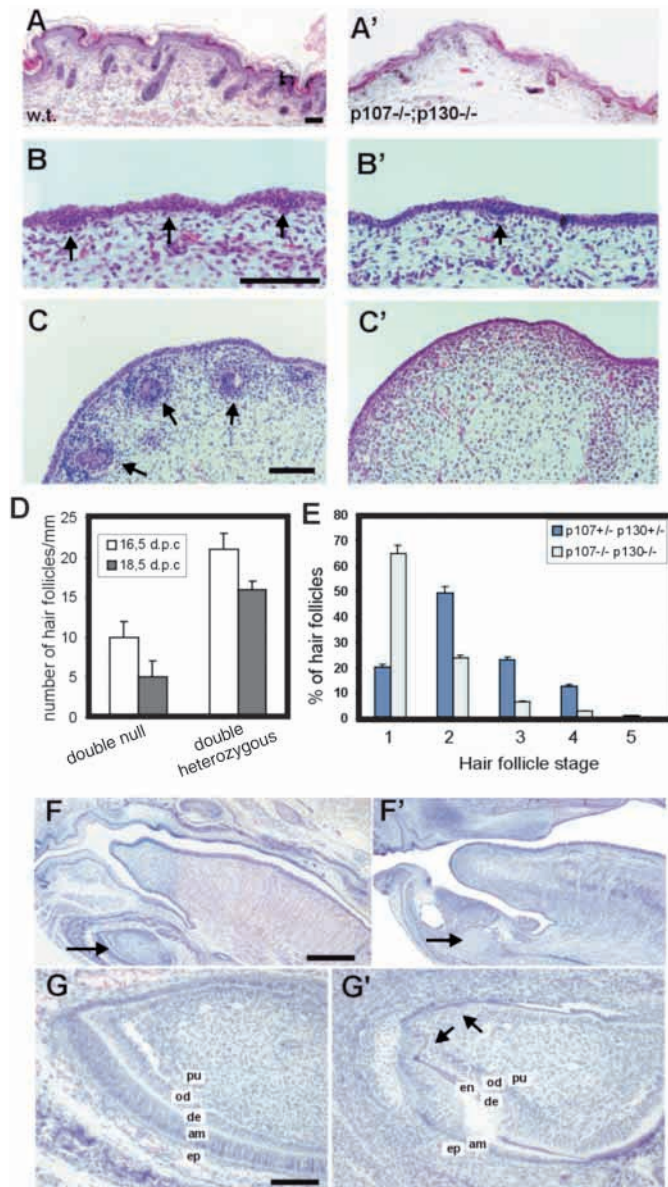 A
w.t.
A'
p107-/-;p130-/-
B
B'
C
C'
D
number of hair follicles/mm
25
20
15
10
5
0
16,5 d.p.c
18,5 d.p.c
double null
double
heterozygous
E
% of hair follicles
80
70
60
50
40
30
20
10
0
p107+/- p130+/-
p107-/- p130-/-
1 2 3 4 5
Hair follicle stage
F
F'
G
pu
od
de
am
ep
G'
en od pu
de
ep am